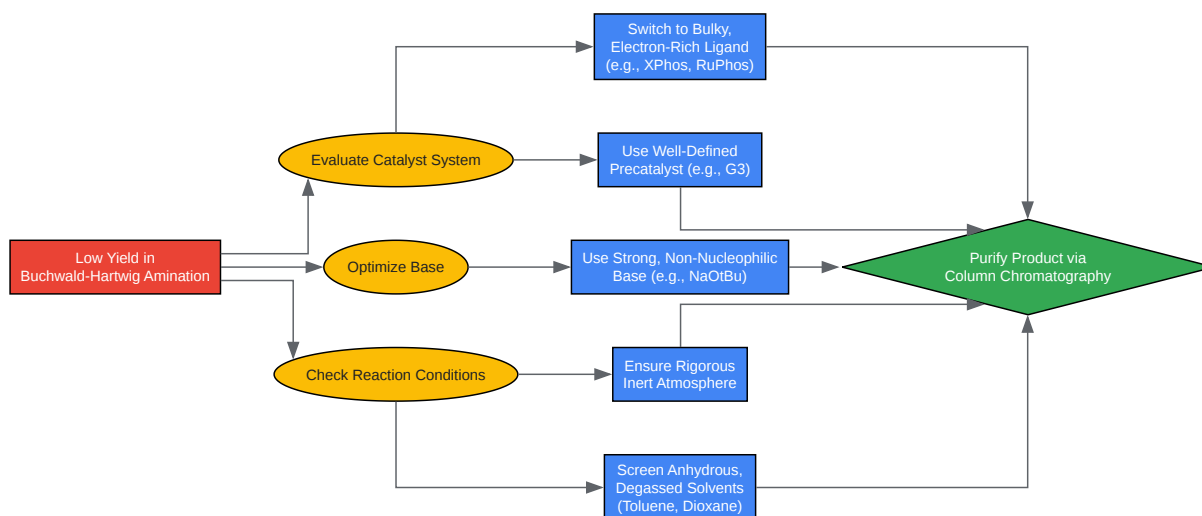 Switch to Bulky,
Electron-Rich Ligand
(e.g., XPhos, RuPhos)
Evaluate Catalyst System
Use Well-Defined
Precatalyst (e.g., G3)
Low Yield in
Buchwald-Hartwig Amination
Optimize Base
Use Strong, Non-Nucleophilic
Base (e.g., NaOtBu)
Purify Product via
Column Chromatography
Check Reaction Conditions
Ensure Rigorous
Inert Atmosphere
Screen Anhydrous,
Degassed Solvents
(Toluene, Dioxane)